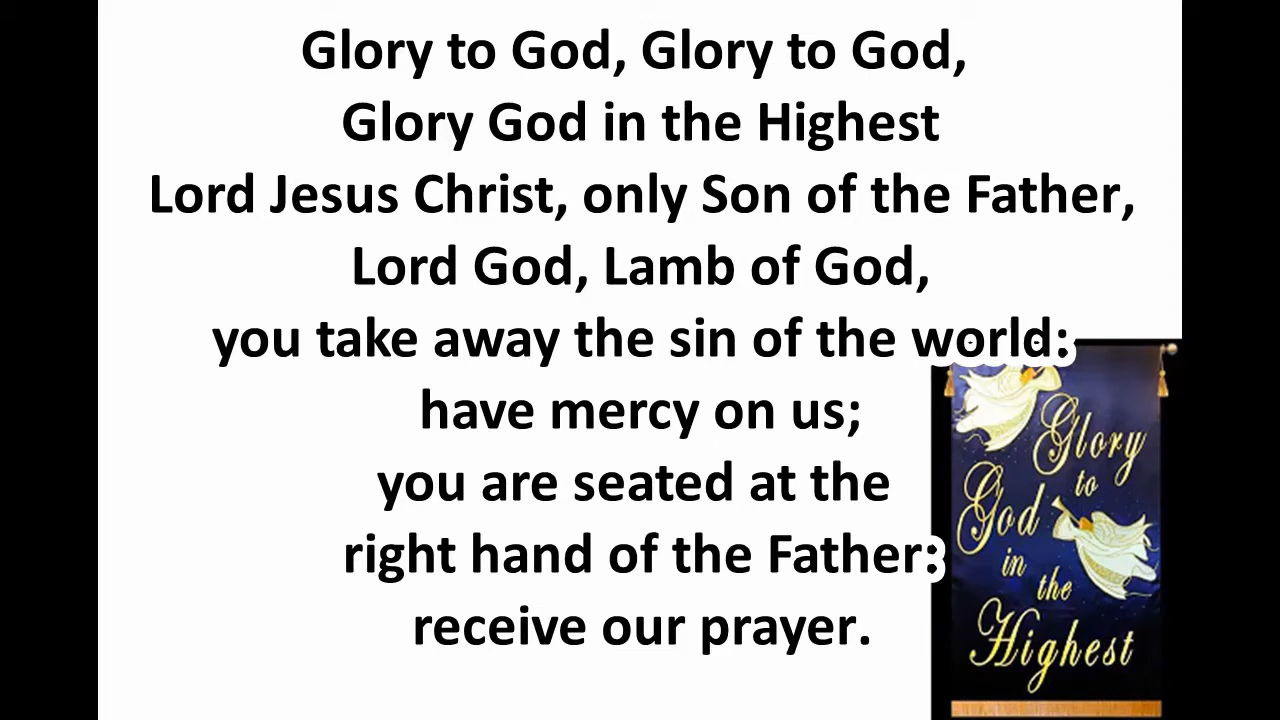 Glory to God, Glory to God,
Glory God in the Highest
Lord Jesus Christ, only Son of the Father,
Lord God, Lamb of God,
you take away the sin of the world:
have mercy on us;
you are seated at the
right hand of the Father:
receive our prayer.
Glory
to
God
in
the
Highest